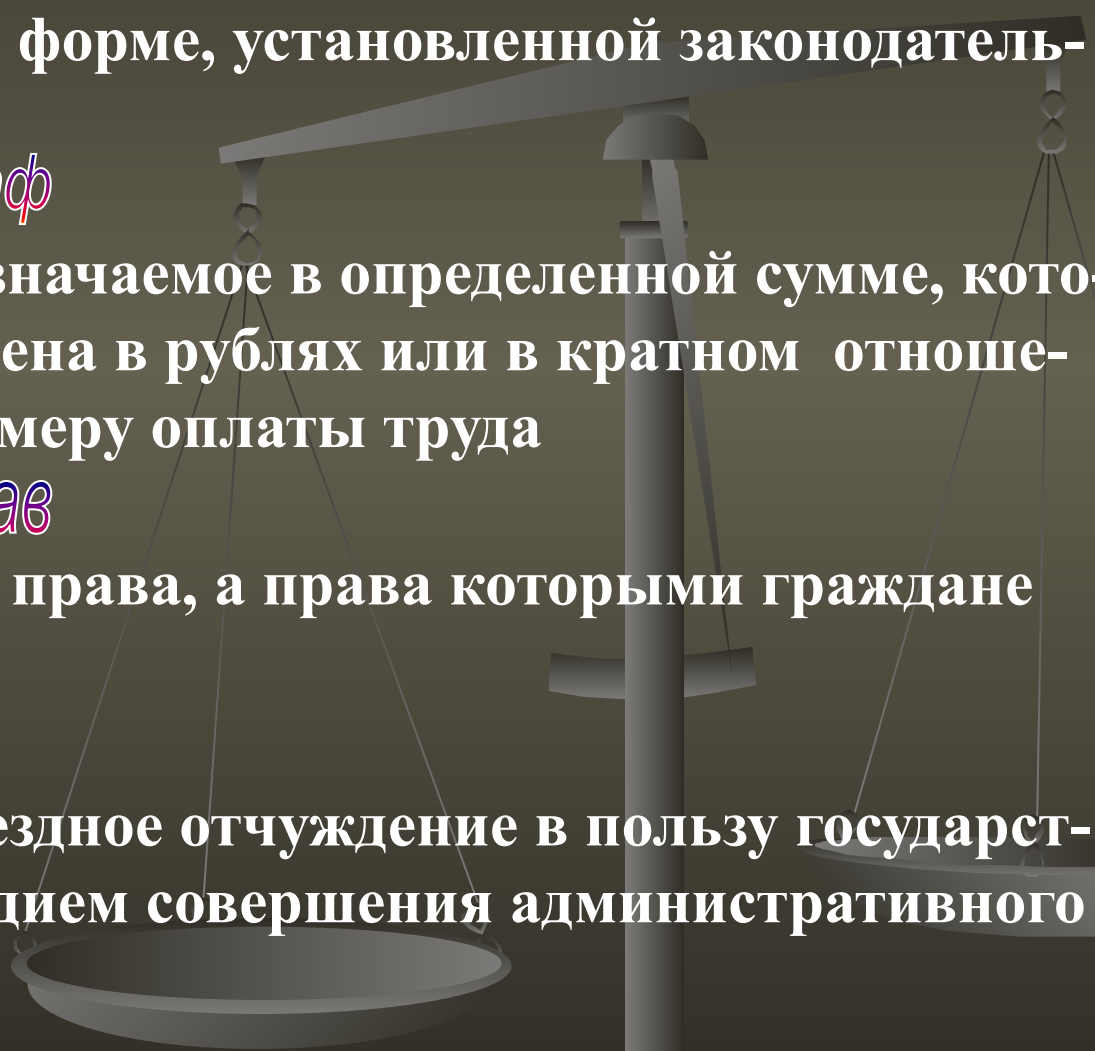 форме, установленной законодатель-
ф
значаемое в определенной сумме, кото-
ена в рублях или в кратном отноше-
меру оплаты труда
ав
права, а права которыми граждане
ездное отчуждение в пользу государст-
дием совершения административного